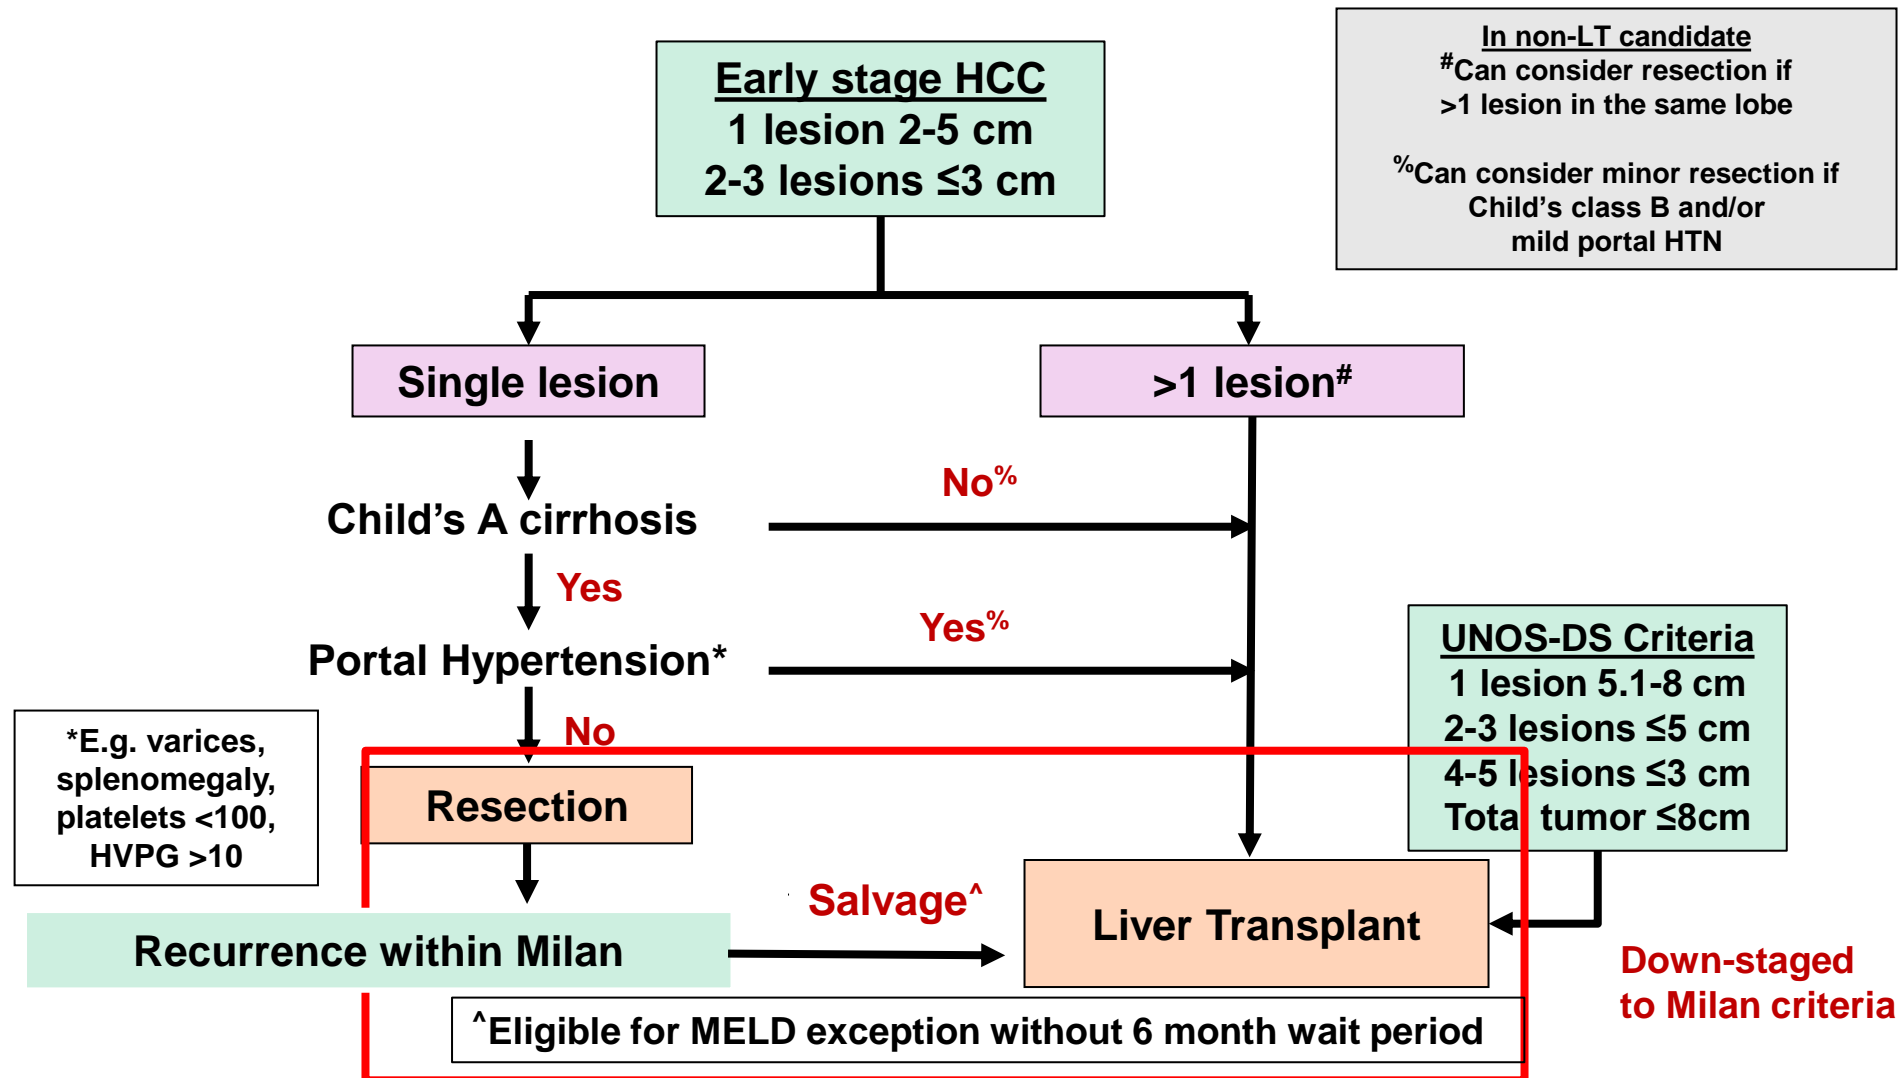 Early stage HCC
1 lesion 2-5 cm
2-3 lesions ≤3 cm
In non-LT candidate
#Can consider resection if
>1 lesion in the same lobe
%Can consider minor resection if
Child’s class B and/or
mild portal HTN
Single lesion
>1 lesion#
No%
Child’s A cirrhosis
Yes
Yes%
Portal Hypertension*
UNOS-DS Criteria
1 lesion 5.1-8 cm
2-3 lesions ≤5 cm
4-5 lesions ≤3 cm
Total tumor ≤8cm
*E.g. varices,
splenomegaly,
platelets <100,
HVPG >10
No
Resection
Salvage^
Liver Transplant
Recurrence within Milan
Down-staged
to Milan criteria
^Eligible for MELD exception without 6 month wait period